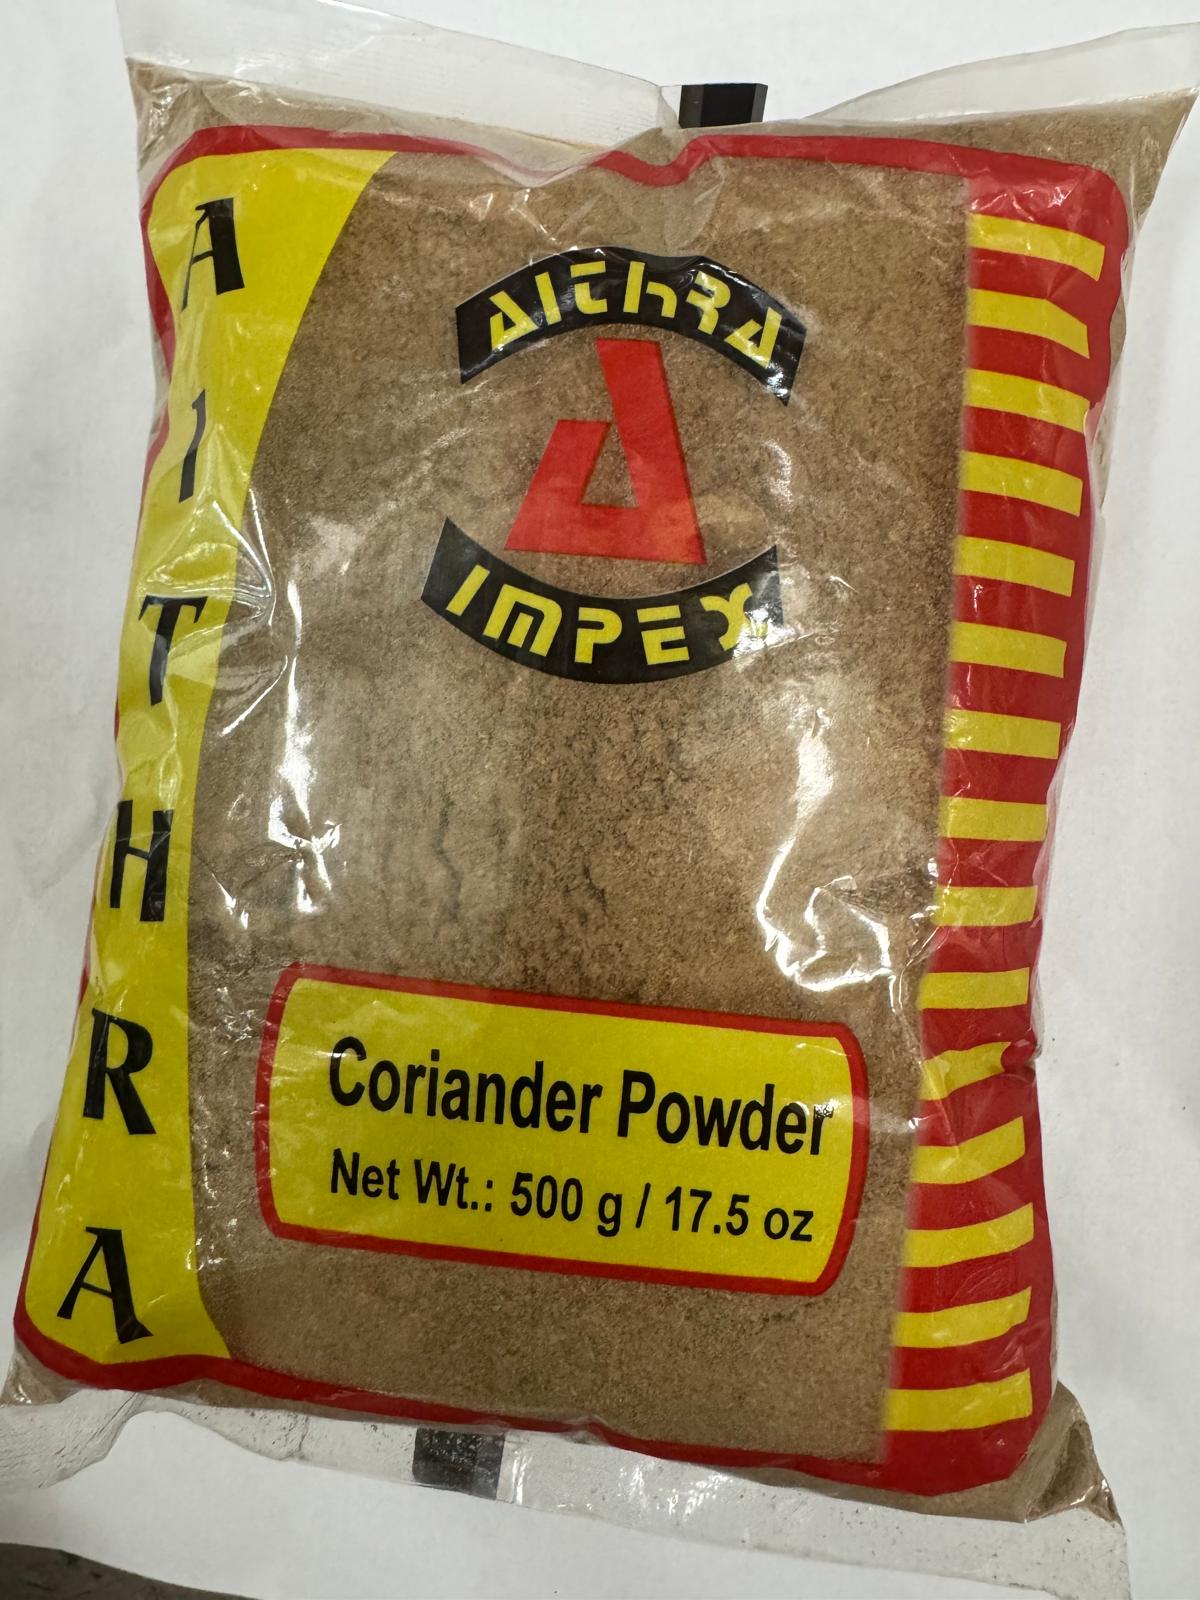 AITHRA
AIThRA
IMPEX
Coriander Powder
Net Wt.: 500 g / 17.5 oz